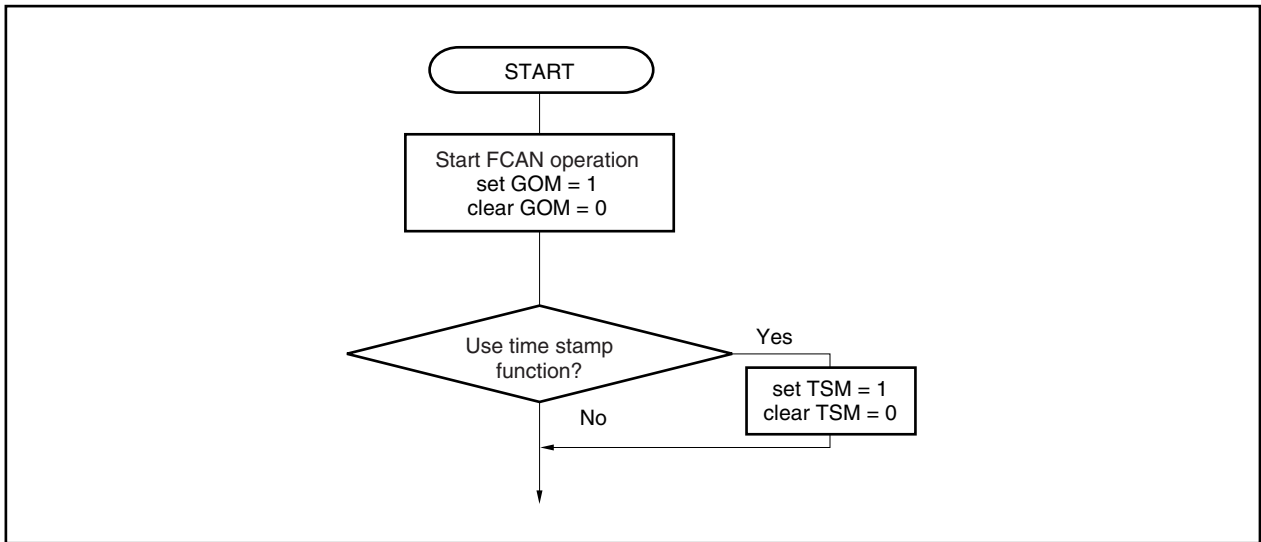 START
Start FCAN operation
set GOM = 1
clear GOM = 0
Use time stamp
function?
Yes
set TSM = 1
clear TSM = 0
No